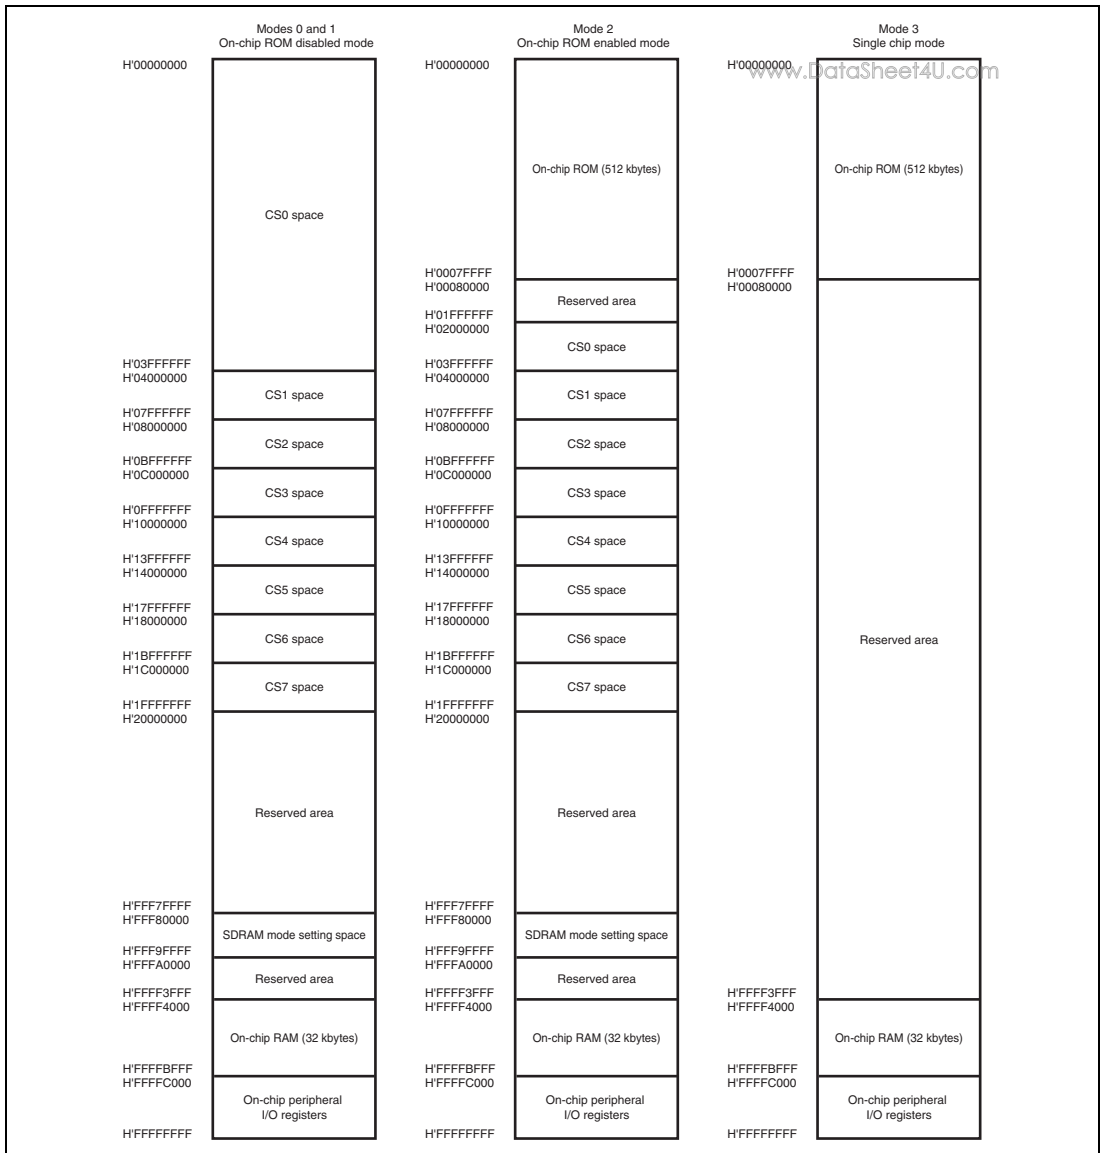 Modes 0 and 1
On-chip ROM disabled mode
H'00000000
CS0 space
H'03FFFFFF
H'04000000
CS1 space
H'07FFFFFF
H'08000000
CS2 space
H'0BFFFFFF
H'0C000000
CS3 space
H'0FFFFFFF
H'10000000
CS4 space
H'13FFFFFF
H'14000000
CS5 space
H'17FFFFFF
H'18000000
CS6 space
H'1BFFFFFF
H'1C000000
CS7 space
H'1FFFFFFF
H'20000000
Reserved area
H'FFF7FFFF
H'FFF80000
SDRAM mode setting space
H'FFF9FFFF
H'FFFA0000
Reserved area
H'FFFF3FFF
H'FFFF4000
On-chip RAM (32 kbytes)
H'FFFFBFFF
H'FFFFC000
On-chip peripheral
I/O registers
H'FFFFFFFF
Mode 2
On-chip ROM enabled mode
H'00000000
On-chip ROM (512 kbytes)
H'0007FFFF
H'00080000
Reserved area
H'01FFFFFF
H'02000000
CS0 space
H'03FFFFFF
H'04000000
CS1 space
H'07FFFFFF
H'08000000
CS2 space
H'0BFFFFFF
H'0C000000
CS3 space
H'0FFFFFFF
H'10000000
CS4 space
H'13FFFFFF
H'14000000
CS5 space
H'17FFFFFF
H'18000000
CS6 space
H'1BFFFFFF
H'1C000000
CS7 space
H'1FFFFFFF
H'20000000
Reserved area
H'FFF7FFFF
H'FFF80000
SDRAM mode setting space
H'FFF9FFFF
H'FFFA0000
Reserved area
H'FFFF3FFF
H'FFFF4000
On-chip RAM (32 kbytes)
H'FFFFBFFF
H'FFFFC000
On-chip peripheral
I/O registers
H'FFFFFFFF
Mode 3
Single chip mode
H'00000000
www.DataSheet4U.com
On-chip ROM (512 kbytes)
H'0007FFFF
H'00080000
Reserved area
H'FFFF3FFF
H'FFFF4000
On-chip RAM (32 kbytes)
H'FFFFBFFF
H'FFFFC000
On-chip peripheral
I/O registers
H'FFFFFFFF